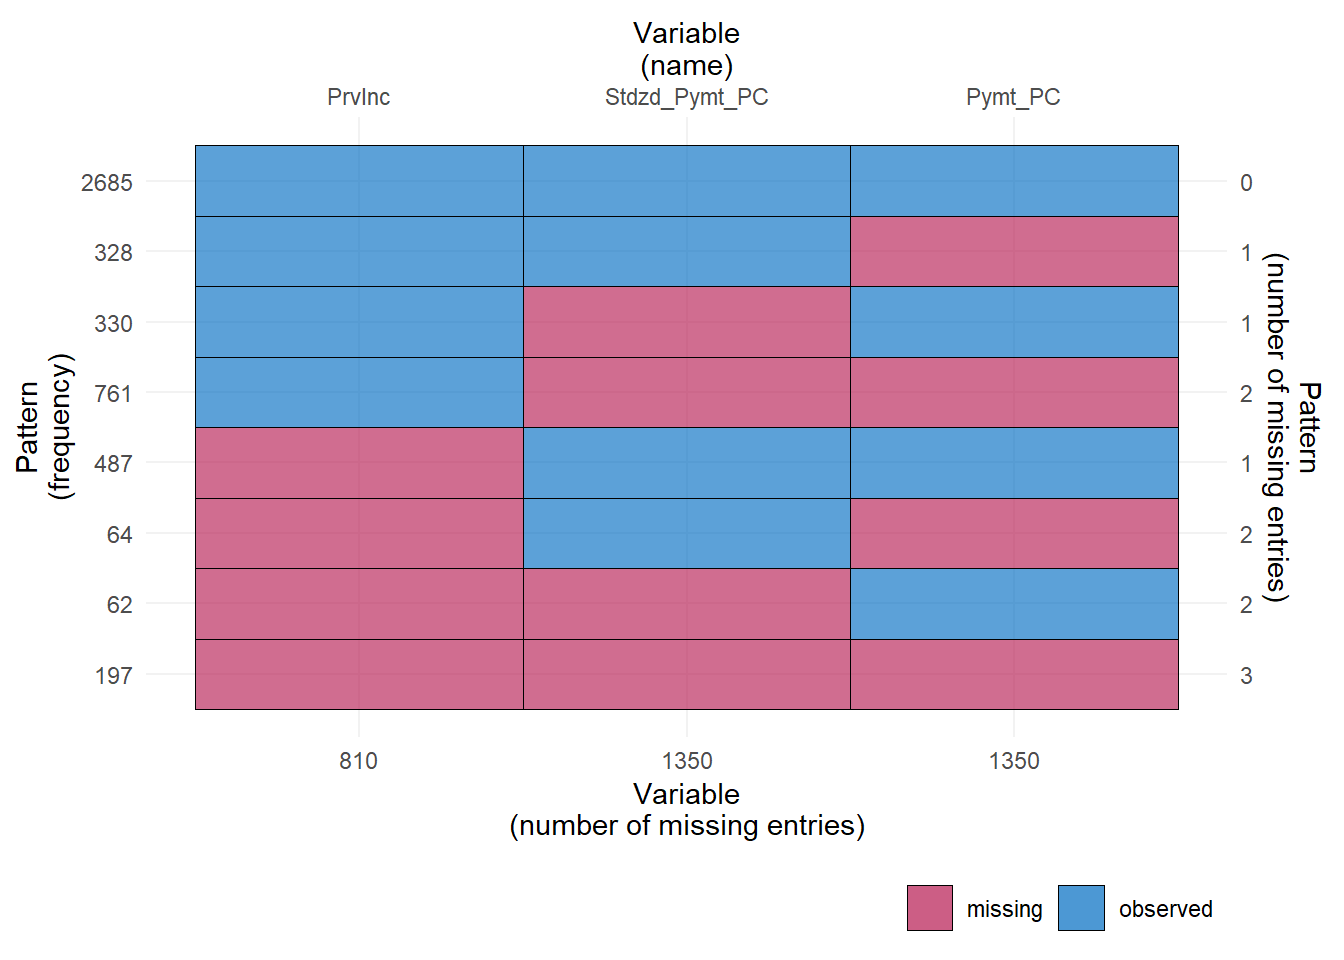 Variable
(name)
PrvInc Stdzd_Pymt_PC Pymt_PC
2685 0
328 1
330 1
761 2
487 1
64 2
62 2
197 3
Pattern
(frequency)
Pattern
(number of missing entries)
810 1350 1350
Variable
(number of missing entries)
missing observed